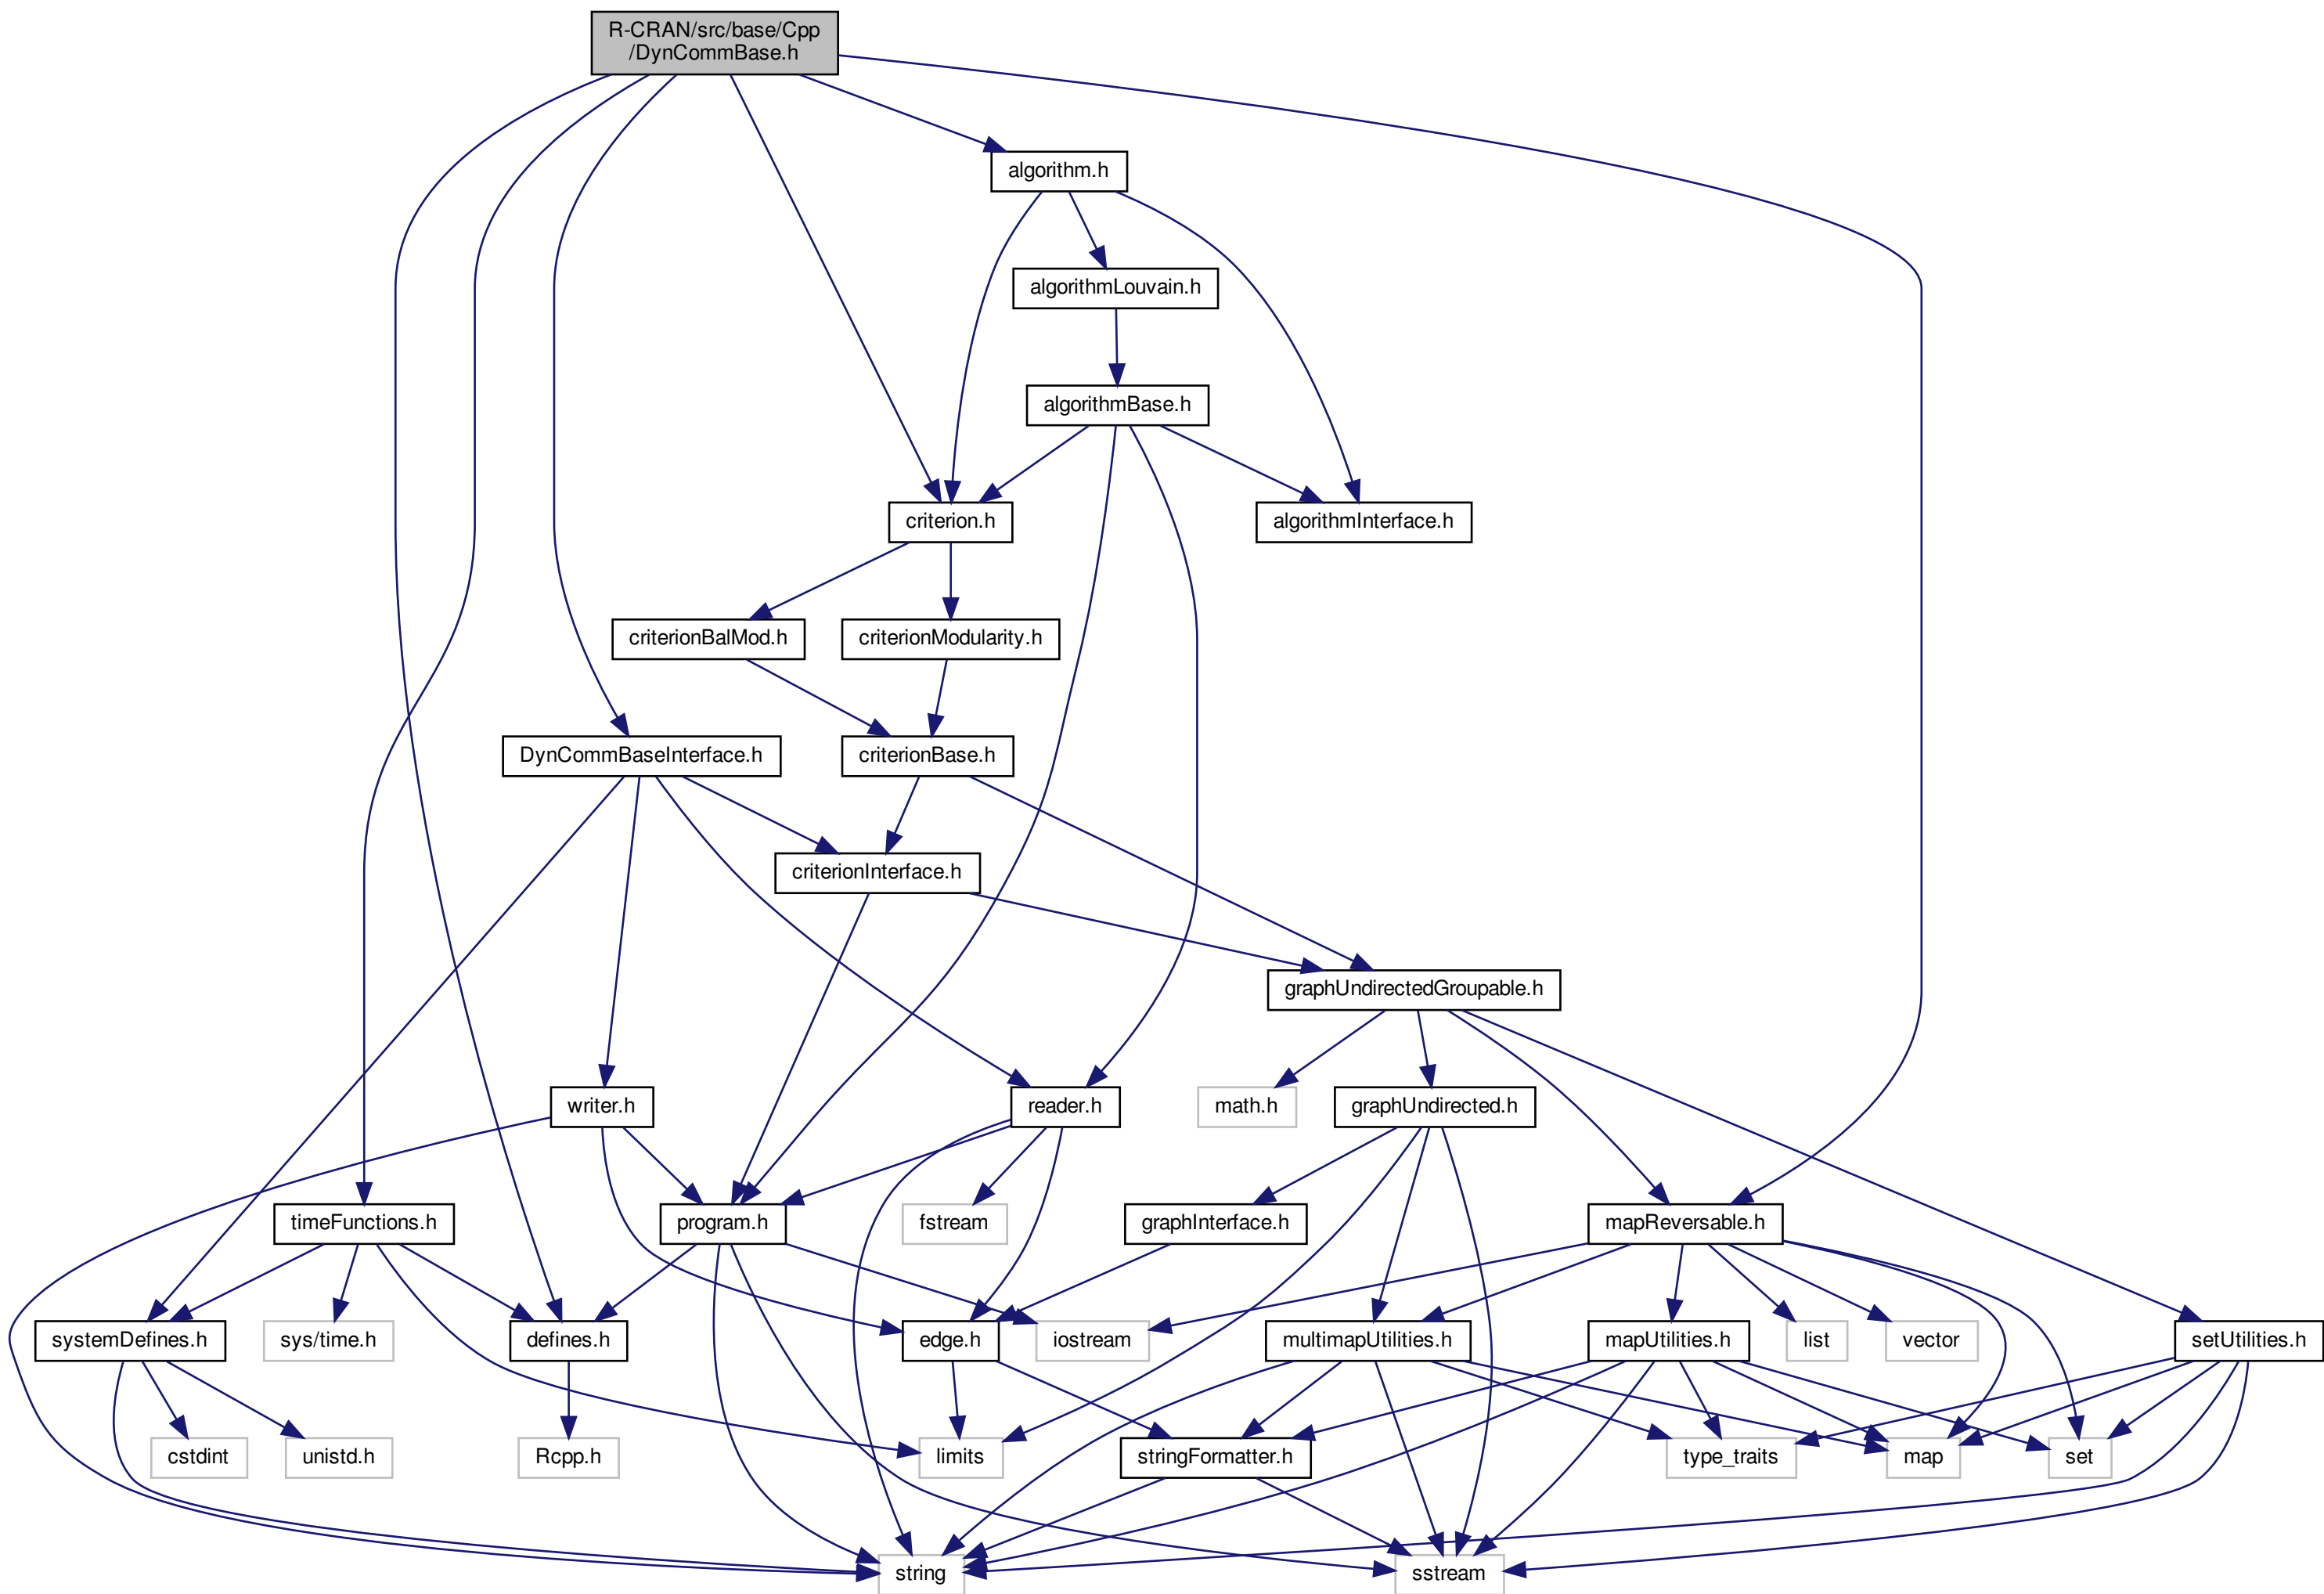 R-CRAN/src/base/Cpp
/DynCommBase.h
algorithm.h
algorithmLouvain.h
algorithmBase.h
criterion.h
algorithmInterface.h
criterionBalMod.h
criterionModularity.h
DynCommBaseInterface.h
criterionBase.h
criterionInterface.h
graphUndirectedGroupable.h
writer.h
reader.h
math.h
graphUndirected.h
timeFunctions.h
program.h
fstream
graphInterface.h
mapReversable.h
systemDefines.h
sys/time.h
defines.h
edge.h
iostream
multimapUtilities.h
mapUtilities.h
list
vector
setUtilities.h
cstdint
unistd.h
Rcpp.h
limits
stringFormatter.h
type_traits
map
set
string
sstream